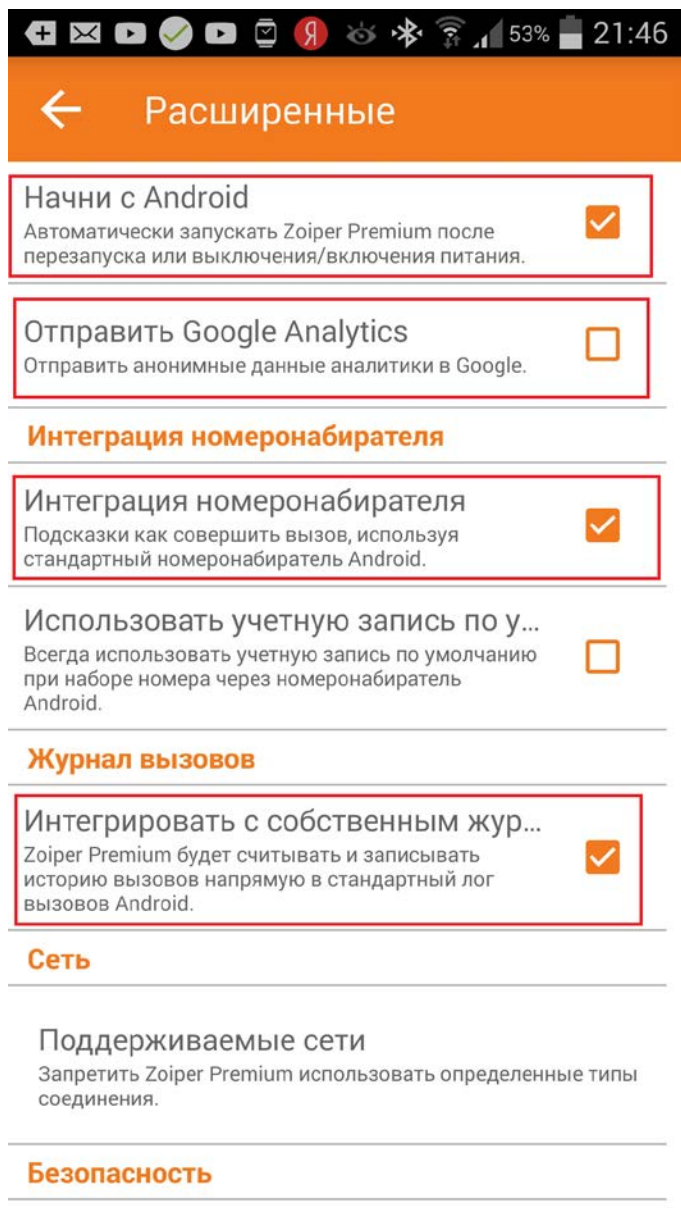 53% 21:46
Расширенные
Начни с Android
Автоматически запускать Zoiper Premium после
перезапуска или выключения/включения питания.
Отправить Google Analytics
Отправить анонимные данные аналитики в Google.
Интеграция номеронабирателя
Интеграция номеронабирателя
Подсказки как совершить вызов, используя
стандартный номеронабиратель Android.
Использовать учетную запись по у...
Всегда использовать учетную запись по умолчанию
при наборе номера через номеронабиратель
Android.
Журнал вызовов
Интегрировать с собственным жур...
Zoiper Premium будет считывать и записывать
историю вызовов напрямую в стандартный лог
вызовов Android.
Сеть
Поддерживаемые сети
Запретить Zoiper Premium использовать определенные типы
соединения.
Безопасность